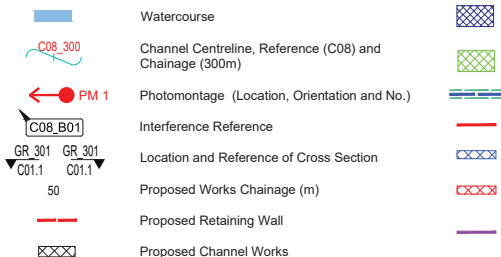 Watercourse
C08_300
Channel Centreline, Reference (C08) and
Chainage (300m)
PM 1
Photomontage (Location, Orientation and No.)
C08_B01
Interference Reference
GR_301 GR_301
C01.1 C01.1
Location and Reference of Cross Section
50
Proposed Works Chainage (m)
Proposed Retaining Wall
Proposed Channel Works